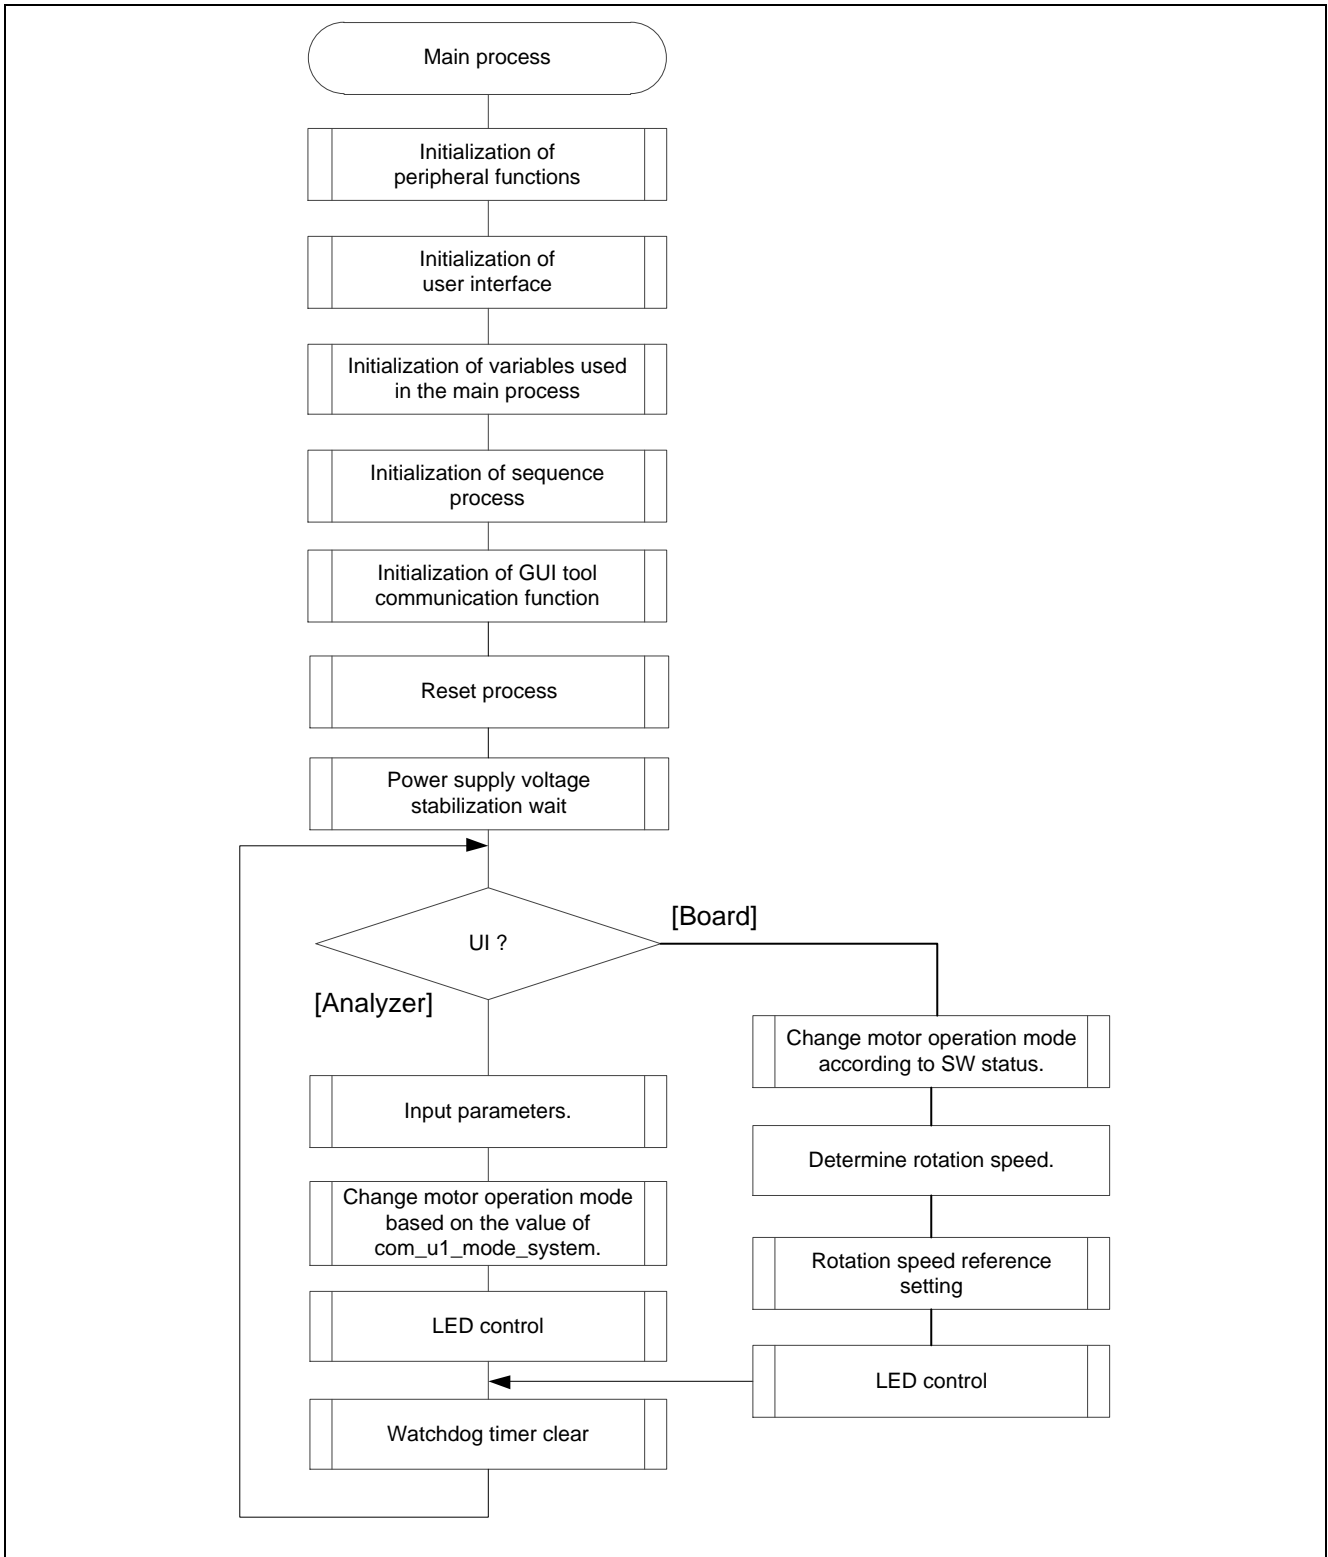 Main process
Initialization of
peripheral functions
Initialization of
user interface
Initialization of variables used
in the main process
Initialization of sequence
process
Initialization of GUI tool
communication function
Reset process
Power supply voltage
stabilization wait
UI ?
[Board]
[Analyzer]
Input parameters.
Change motor operation mode
based on the value of
com_u1_mode_system.
LED control
Change motor operation mode
according to SW status.
Determine rotation speed.
Rotation speed reference
setting
LED control
Watchdog timer clear